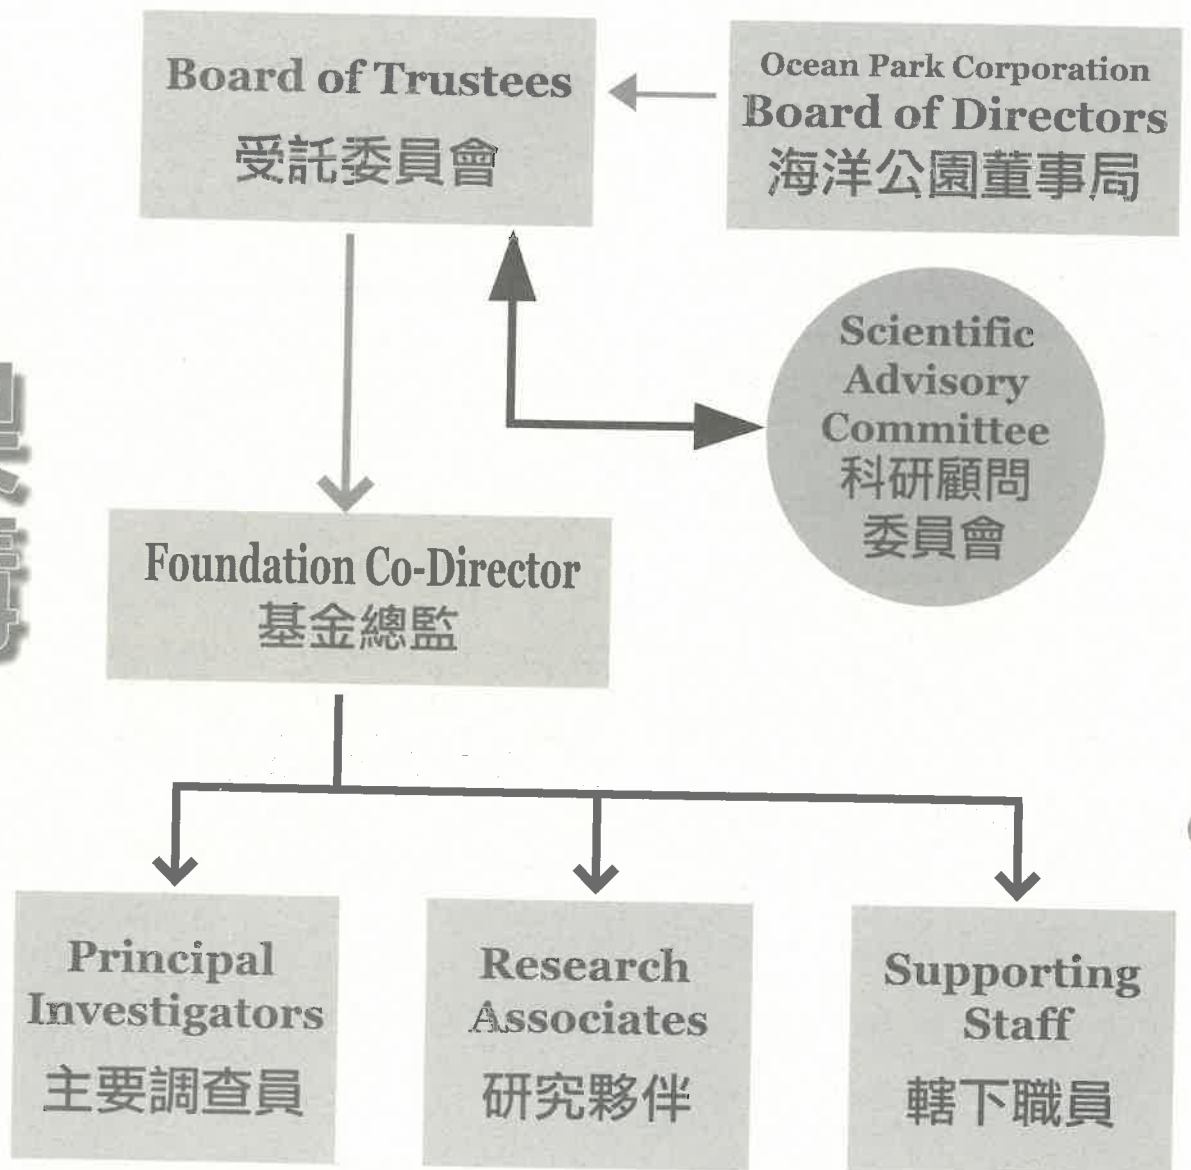 Board of Trustees
受託委員會
Ocean Park Corporation
Board of Directors
海洋公園董事局
Scientific
Advisory
Committee
科研顧問
委員會
Foundation Co-Director
基金總監
Principal
Investigators
主要調查員
Research
Associates
研究夥伴
Supporting
Staff
轄下職員